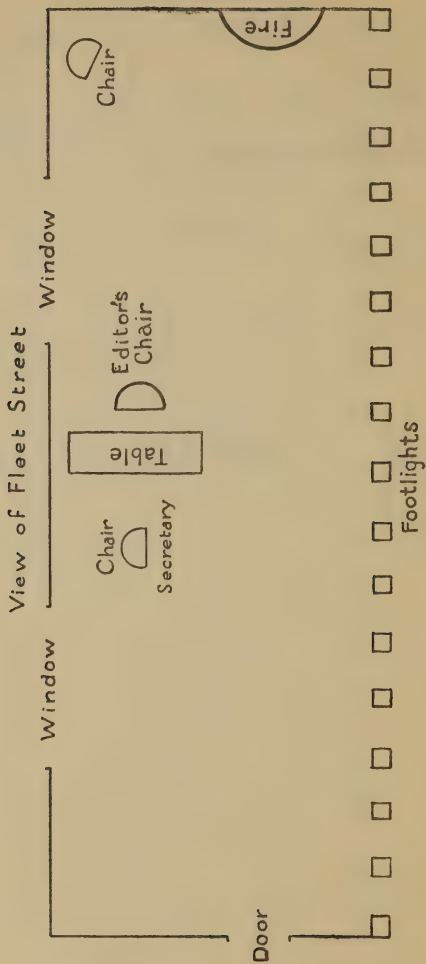 View of Fleet Street
Window
Window
Chair
Fire
Editor's
Chair
Table
Chair
Secretary
Door
Footlights